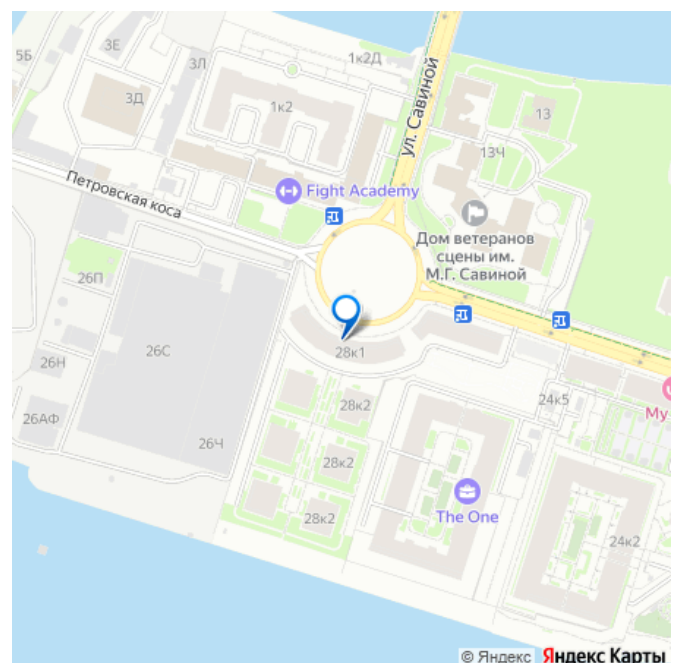 5Б
3Е
3Л
1к2Д
3Д
1к2
ул. Савиной
13
13Ч
Петровская коса
Fight Academy
Дом ветеранов
сцены им.
М.Г. Савиной
26П
26С
28к1
26Н
24к5
28к2
My
26АФ
26Ч
28к2
The One
28к2
24к2
© Яндекс Яндекс Карты